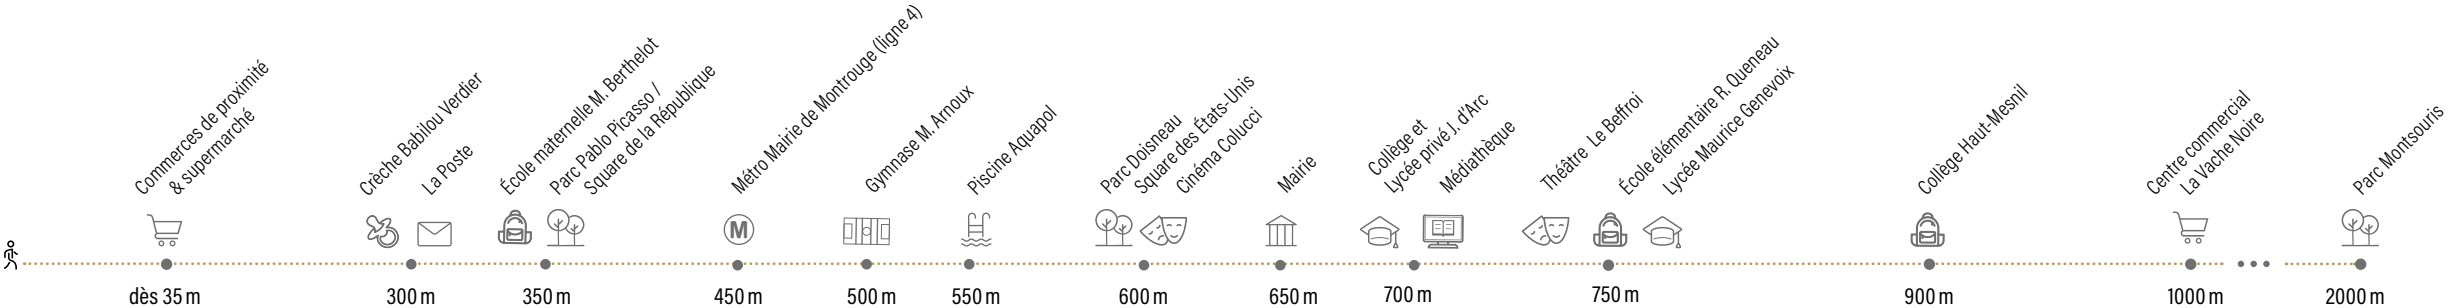 Commerces de proximité
& supermarché
Crèche Babilou Verdier
La Poste
École maternelle M. Berthelot
Parc Pablo Picasso /
Square de la République
Métro Mairie de Montrouge (ligne 4)
Gymnase M. Arnoux
Piscine Aquapol
Parc Doisneau
Square des États-Unis
Cinéma Colucci
Mairie
Collège et
Lycée privé J. d'Arc
Médiathèque
Théâtre Le Beffroi
École élémentaire R. Queneau
Lycée Maurice Genevoix
Collège Haut-Mesnil
Centre commercial
La Vache Noire
Parc Montsouris
M
dès 35 m
300 m
350 m
450 m
500 m
550 m
600 m
650 m
700 m
750 m
900 m
1000 m
2000 m